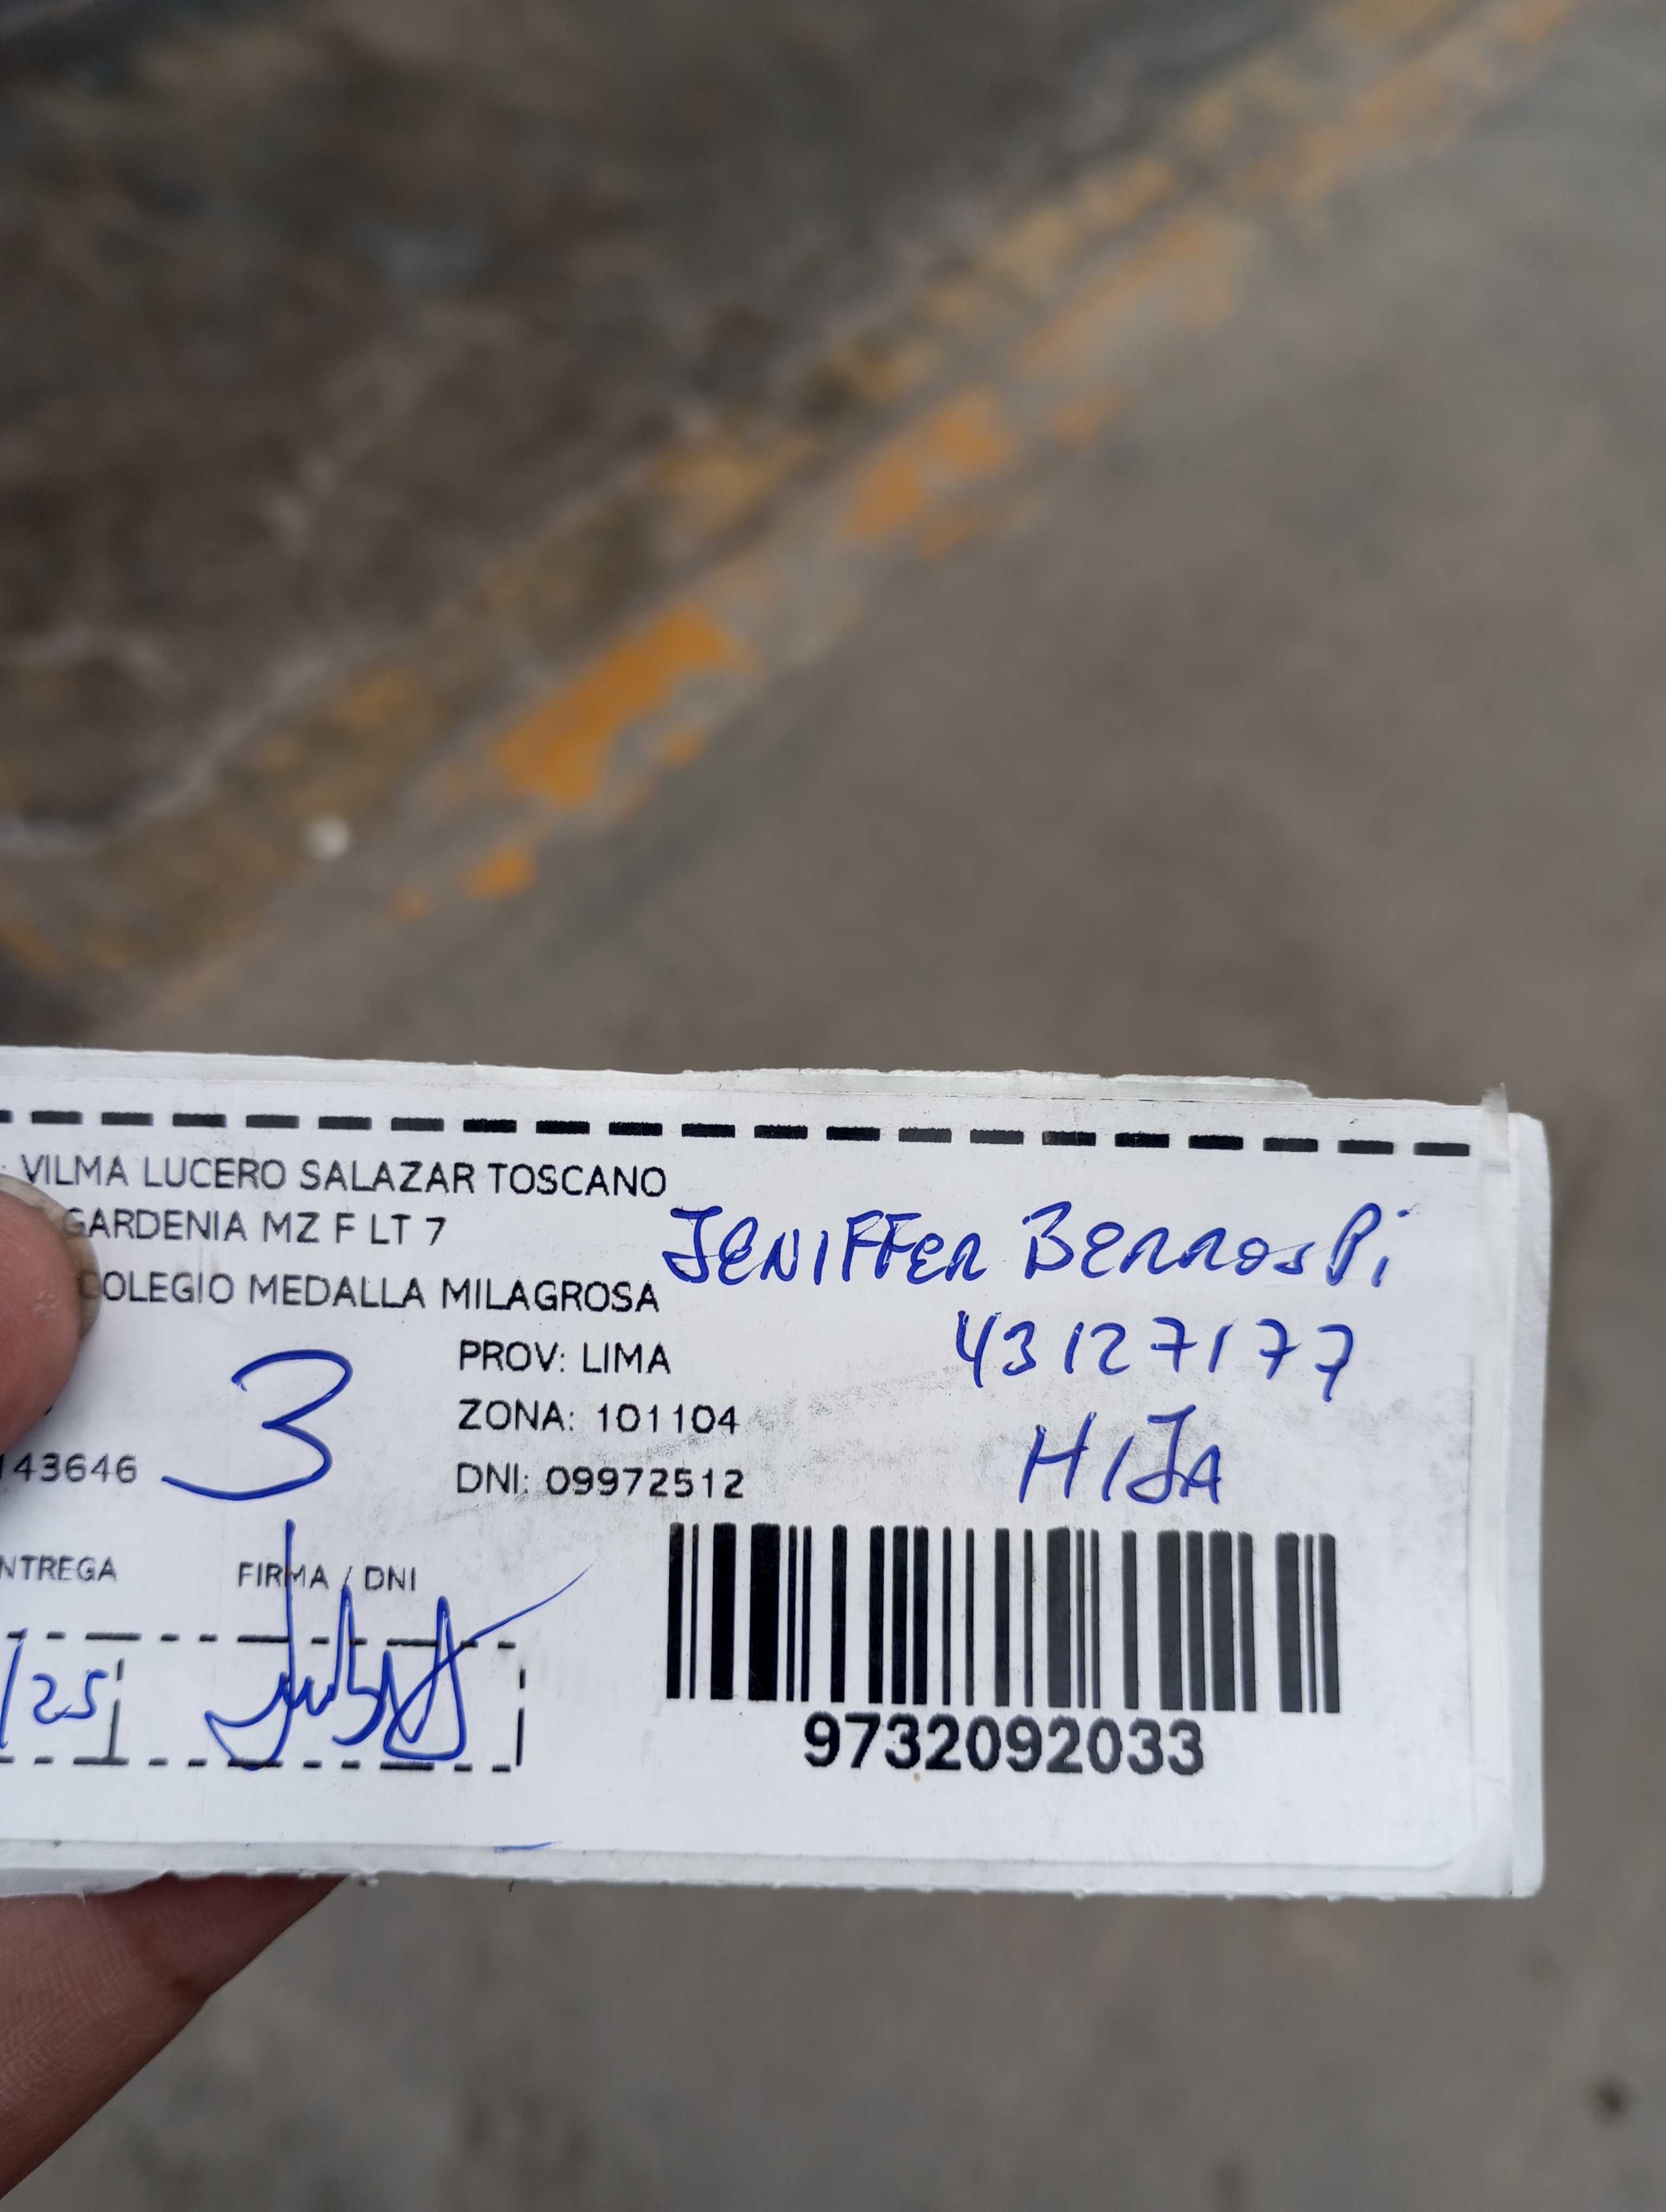 VILMA LUCERO SALAZAR TOSCANO
GARDENIA MZ F LT 7
COLEGIO MEDALLA MILAGROSA
JENIFFER BERROSPI
43127177
HIJA
3
PROV: LIMA
ZONA: 101104
143646
DNI: 09972512
NTREGA
FIRMA / DNI
/25
9732092033